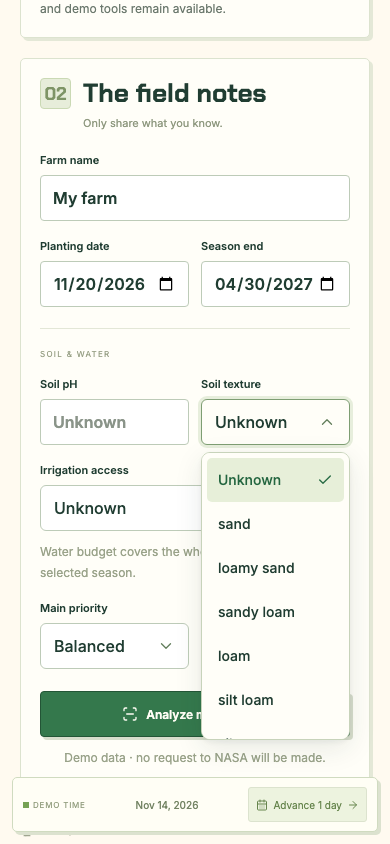 and demo tools remain available.
02 The field notes
Only share what you know.
Farm name
My farm
Planting date Season end
11/20/2026 04/30/2027
SOIL & WATER
Soil pH Soil texture
Unknown Unknown
Unknown
sand
loamy sand
sandy loam
loam
silt loam
Irrigation access
Unknown
Water budget covers the
selected season.
Main priority
Balanced
Analyze
Demo data · no request to NASA will be made.
DEMO TIME Nov 14, 2026 Advance 1 day →